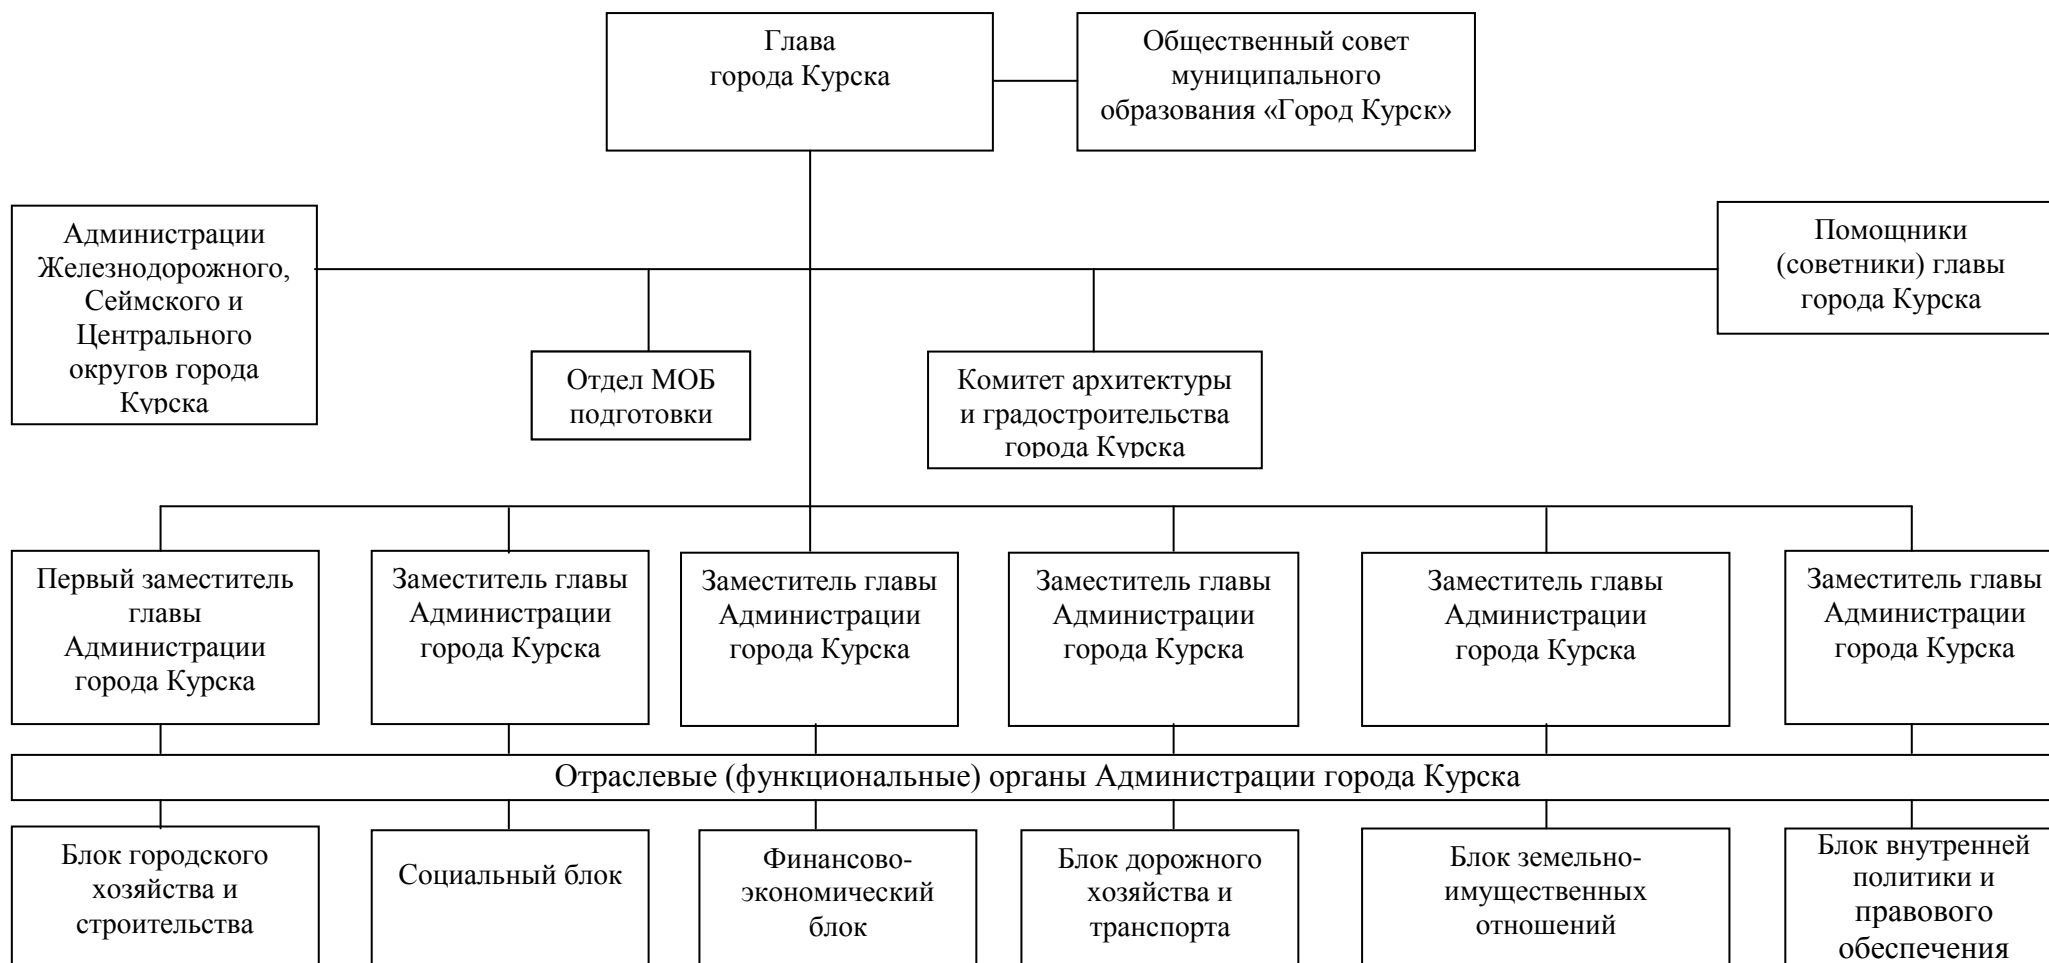 Глава
города Курска
Общественный совет
муниципального
образования «Город Курск»
Администрации
Железнодорожного,
Сеймского и
Центрального
округов города
Курска
Помощники
(советники) главы
города Курска
Отдел МОБ
подготовки
Комитет архитектуры
и градостроительства
города Курска
Первый заместитель
главы
Администрации
города Курска
Заместитель главы
Администрации
города Курска
Заместитель главы
Администрации
города Курска
Заместитель главы
Администрации
города Курска
Заместитель главы
Администрации
города Курска
Заместитель главы
Администрации
города Курска
Отраслевые (функциональные) органы Администрации города Курска
Блок городского
хозяйства и
строительства
Социальный блок
Финансово-
экономический
блок
Блок дорожного
хозяйства и
транспорта
Блок земельно-
имущественных
отношений
Блок внутренней
политики и
правового
обеспечения